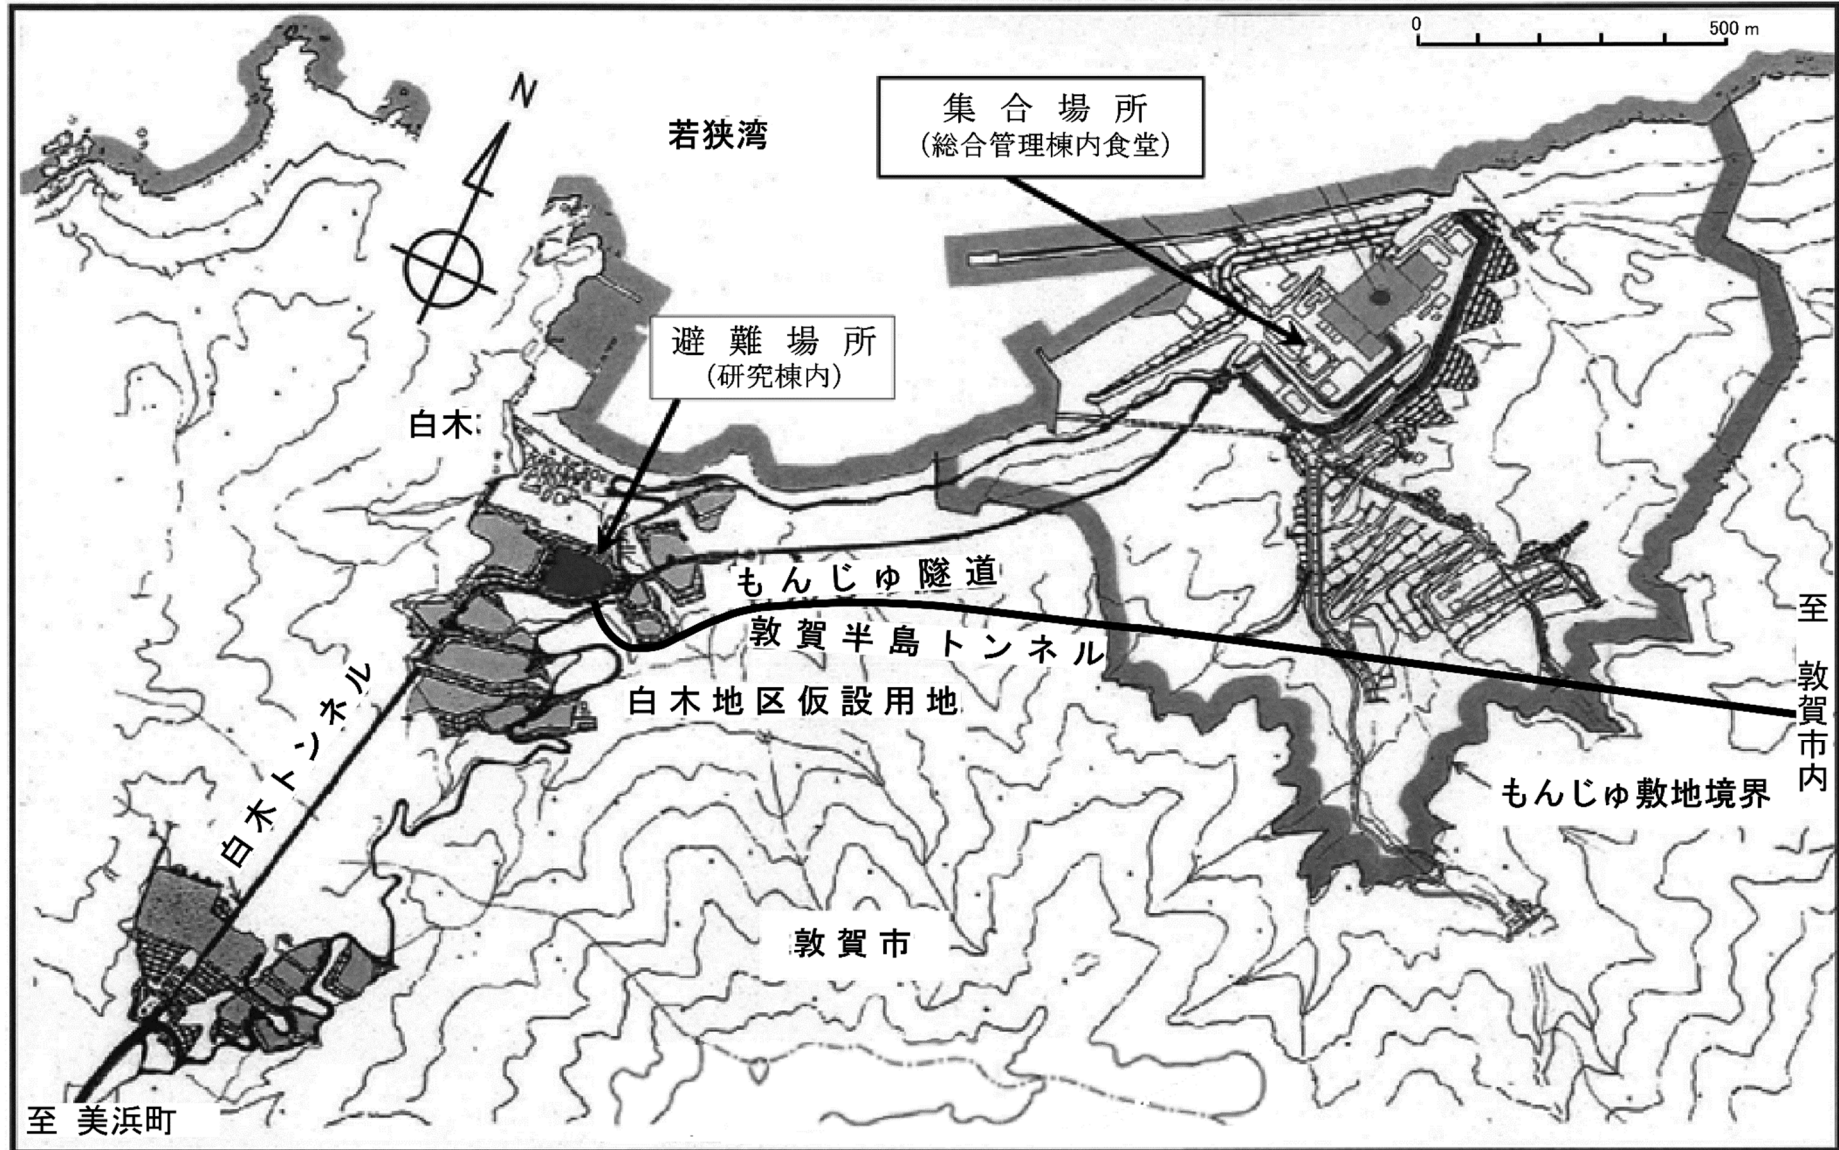 0 500 m
N
若狭湾
集合場所
(総合管理棟内食堂)
避難場所
(研究棟内)
白木
もんじゅ隧道
敦賀半島トンネル
白木地区仮設用地
白木トンネル
至 敦賀市内
もんじゅ敷地境界
敦賀市
至 美浜町